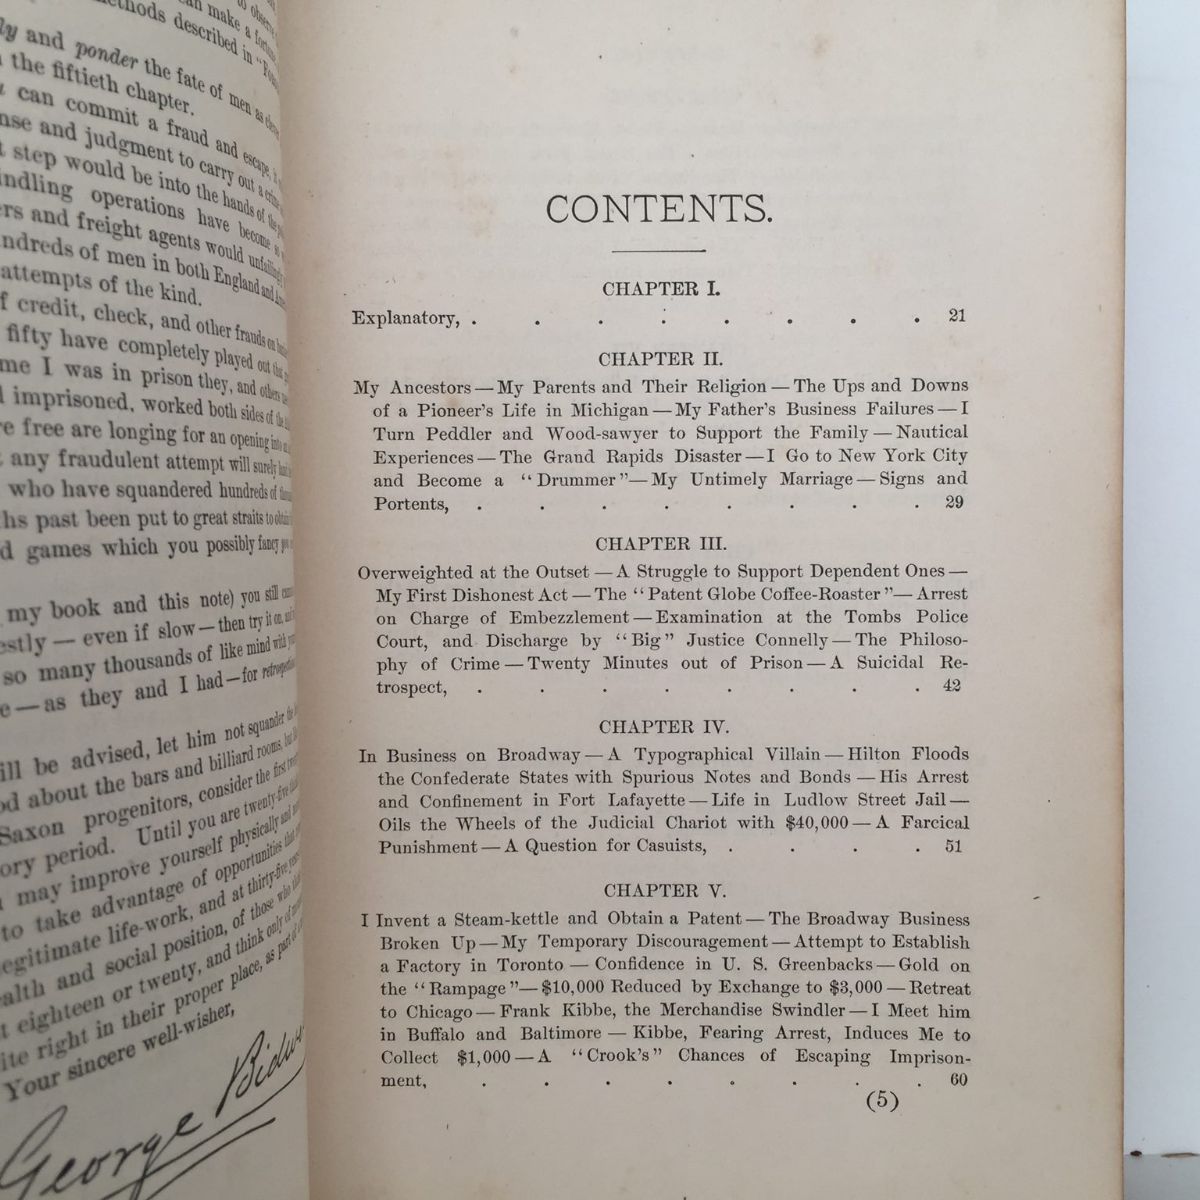 to observe
can make a
methods described in "
and ponder the fate of men as
the fiftieth chapter.
can commit a fraud and escape, it
and judgment to carry out a crime
step would be into the hands of the
operations have become so
and freight agents would unfailingly
of men in both England and
attempts of the kind.
of credit, check, and other frauds on
fifty have completely played out that
me I was in prison they, and others
imprisoned, worked both sides of the
free are longing for an opening into
any fraudulent attempt will surely
who have squandered hundreds of
past been put to great straits to obtain
games which you possibly fancy
my book and this note) you still
— even if slow — then try it on, and
so many thousands of like mind with
— as they and I had — for retrospection
be advised, let him not squander the
about the bars and billiard rooms, but
Saxon progenitors, consider the first
period. Until you are twenty-five
may improve yourself physically and
to take advantage of opportunities that
life-work, and at thirty-five
and social position, of those who
eighteen or twenty, and think only of
right in their proper place, as part of
Your sincere well-wisher,
George
CONTENTS.
CHAPTER I.
Explanatory, . . . . . . . . 21
CHAPTER II.
My Ancestors — My Parents and Their Religion — The Ups and Downs
of a Pioneer's Life in Michigan — My Father's Business Failures — I
Turn Peddler and Wood-sawyer to Support the Family — Nautical
Experiences — The Grand Rapids Disaster — I Go to New York City
and Become a "Drummer" — My Untimely Marriage — Signs and
Portents, . . . . . . . . 29
CHAPTER III.
Overweighted at the Outset — A Struggle to Support Dependent Ones —
My First Dishonest Act — The "Patent Globe Coffee-Roaster" — Arrest
on Charge of Embezzlement — Examination at the Tombs Police
Court, and Discharge by "Big" Justice Connelly — The Philoso-
phy of Crime — Twenty Minutes out of Prison — A Suicidal Re-
trospect, . . . . . . . . 42
CHAPTER IV.
In Business on Broadway — A Typographical Villain — Hilton Floods
the Confederate States with Spurious Notes and Bonds — His Arrest
and Confinement in Fort Lafayette — Life in Ludlow Street Jail —
Oils the Wheels of the Judicial Chariot with $40,000 — A Farcical
Punishment — A Question for Casuists, . . . . 51
CHAPTER V.
I Invent a Steam-kettle and Obtain a Patent — The Broadway Business
Broken Up — My Temporary Discouragement — Attempt to Establish
a Factory in Toronto — Confidence in U. S. Greenbacks — Gold on
the "Rampage" — $10,000 Reduced by Exchange to $3,000 — Retreat
to Chicago — Frank Kibbe, the Merchandise Swindler — I Meet him
in Buffalo and Baltimore — Kibbe, Fearing Arrest, Induces Me to
Collect $1,000 — A "Crook's" Chances of Escaping Imprison-
ment, . . . . . . . . 60
(5)